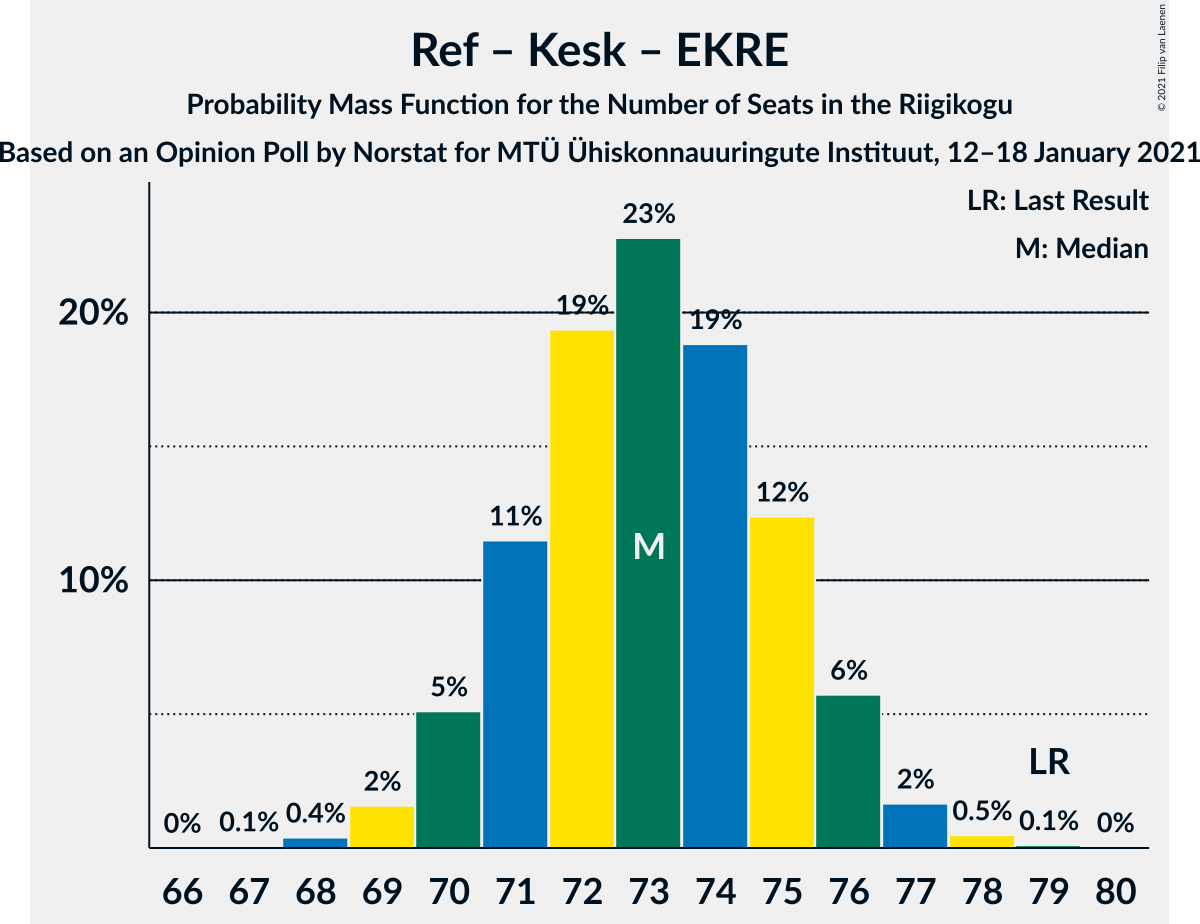 Ref – Kesk – EKRE
Probability Mass Function for the Number of Seats in the Riigikogu
Based on an Opinion Poll by Norstat for MTÜ Ühiskonnauuringute Instituut, 12–18 January 2021
© 2021 Filip van Laenen
LR: Last Result
M: Median
20%
10%
0%
0.1%
0.4%
2%
5%
11%
19%
23%
19%
12%
6%
2%
0.5%
0.1%
0%
M
LR
66 67 68 69 70 71 72 73 74 75 76 77 78 79 80